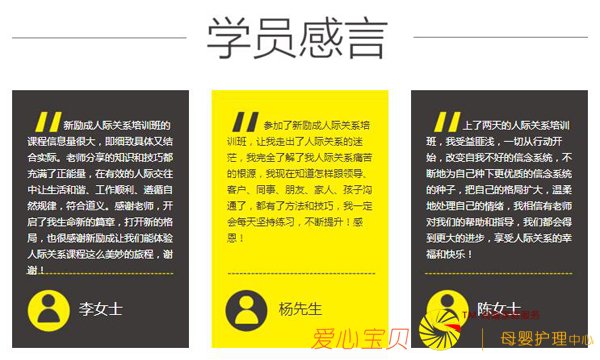 学员感言
新励成人际关系培训班的
课程信息量很大，即细致具体又结
合实际。老师分享的知识和技巧都
充满了正能量，在有效的人际交往
中让生活和谐、工作顺利、遵循自
然规律，符合道义。感谢老师，开
启了我生命新的篇章，打开新的格
局，也很感谢新励成让我们能体验
人际关系课程这么美妙的旅程，谢
谢！
李女士
参加了新励成人际关系培
训班，让我走出了人际关系的迷
茫，我完全了解了我人际关系痛苦
的根源，我现在知道怎样跟领导、
客户、同事、朋友、家人、孩子沟
通了，都有了方法和技巧，我一定
会每天坚持练习，不断提升！感
恩！
杨先生
上了两天的人际关系培训
班，我受益匪浅，一切从行动开
始，改变自我不好的信念系统，不
断地为自己种下更优质的信念系统
的种子，把自己的格局扩大，温柔
地处理自己的情绪，我相信有老师
对我们的帮助和指导，我们都会得
到更大的进步，享受人际关系的幸
福和快乐！
陈女士
爱心宝贝
TM
服务
母婴护理中心